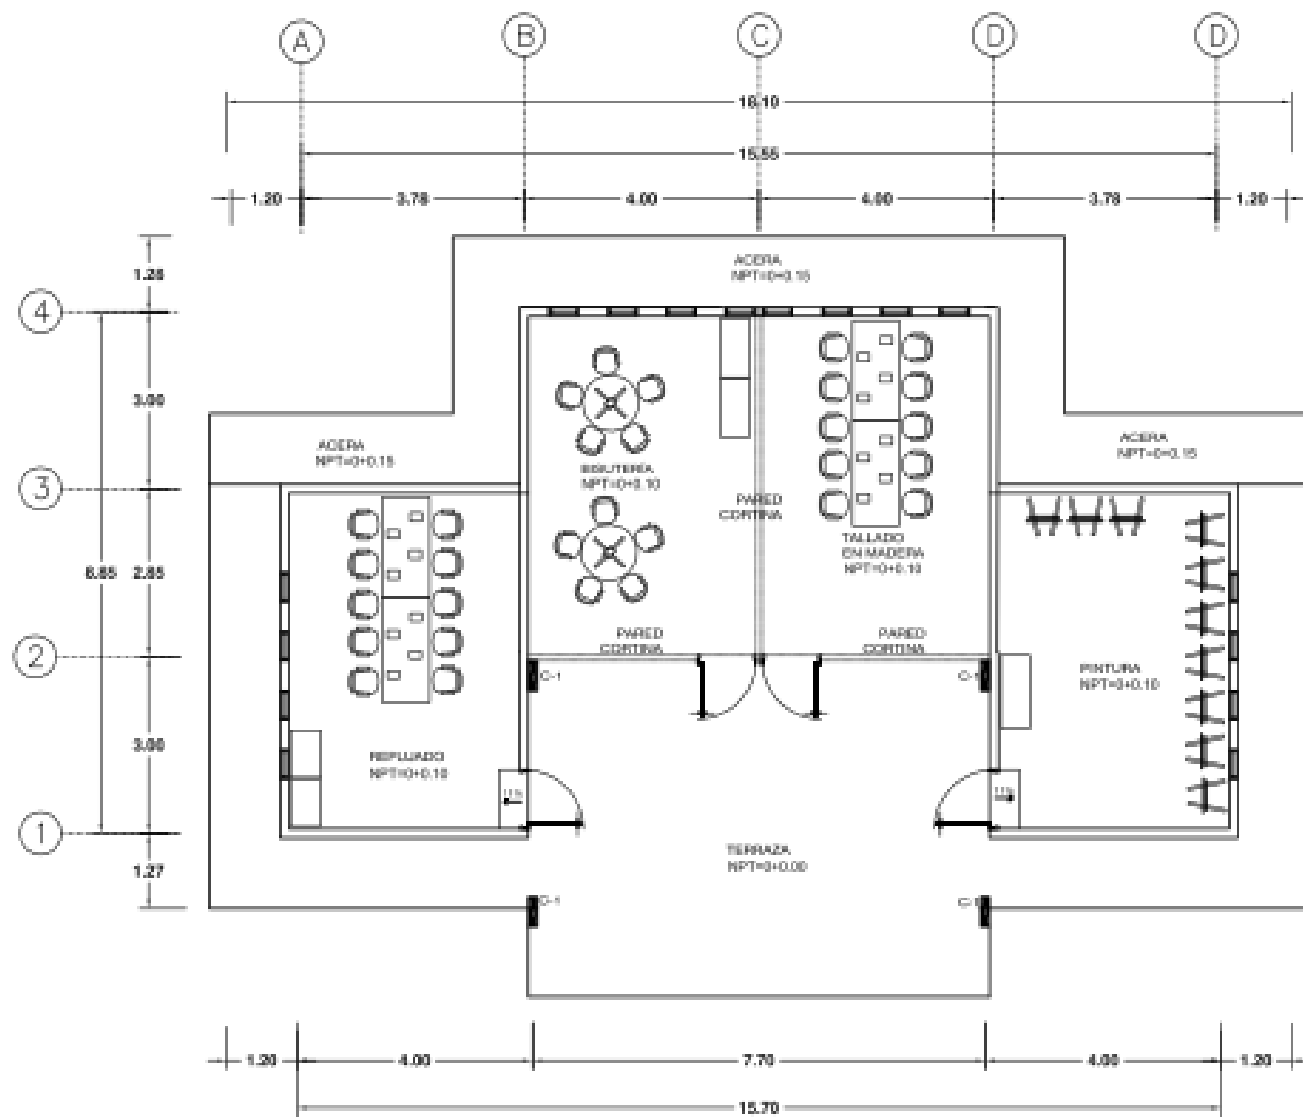 A B C D D
18.10
15.55
1.20 3.78 4.00 4.00 3.78 1.20
ACERA
NPT=0+0.15
1.28
4
3.00
ACERA
NPT=0+0.15
ACERA
NPT=0+0.15
BISUTERÍA
NPT=0+0.10
3
PARED
CORTINA
TALLADO
EN MADERA
NPT=0+0.10
6.85 2.85
PARED
CORTINA
PARED
CORTINA
2
C-1 C-1
PINTURA
NPT=0+0.10
3.00
REPUJADO
NPT=0+0.10
1
TERRAZA
NPT=0+0.00
1.27
C-1 C-1
1.20 4.00 7.70 4.00 1.20
15.70